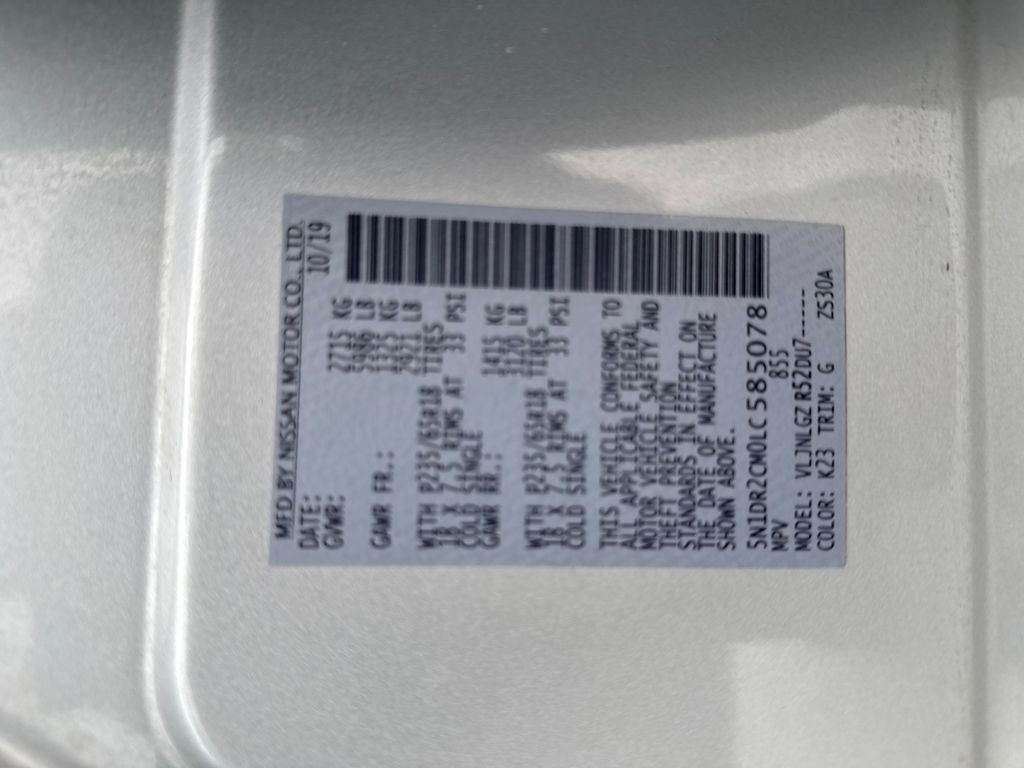 MFD BY NISSAN MOTOR CO., LTD.
DATE: 10/19
GVWR: 2715 KG
5986 LB
GAWR FR.: 1325 KG
2921 LB
WITH P235/65R18 TIRES
18 X 7.5 RIMS AT 33 PSI
COLD SINGLE
GAWR RR.: 1415 KG
3120 LB
WITH P235/65R18 TIRES
18 X 7.5 RIMS AT 33 PSI
COLD SINGLE
THIS VEHICLE CONFORMS TO
ALL APPLICABLE FEDERAL
MOTOR VEHICLE SAFETY AND
THEFT PREVENTION
STANDARDS IN EFFECT ON
THE DATE OF MANUFACTURE
SHOWN ABOVE.
5N1DR2CM0LC585078
MPV 855
MODEL: VLJNLGZ R52DU7-----
COLOR: K23 TRIM: G ZS30A